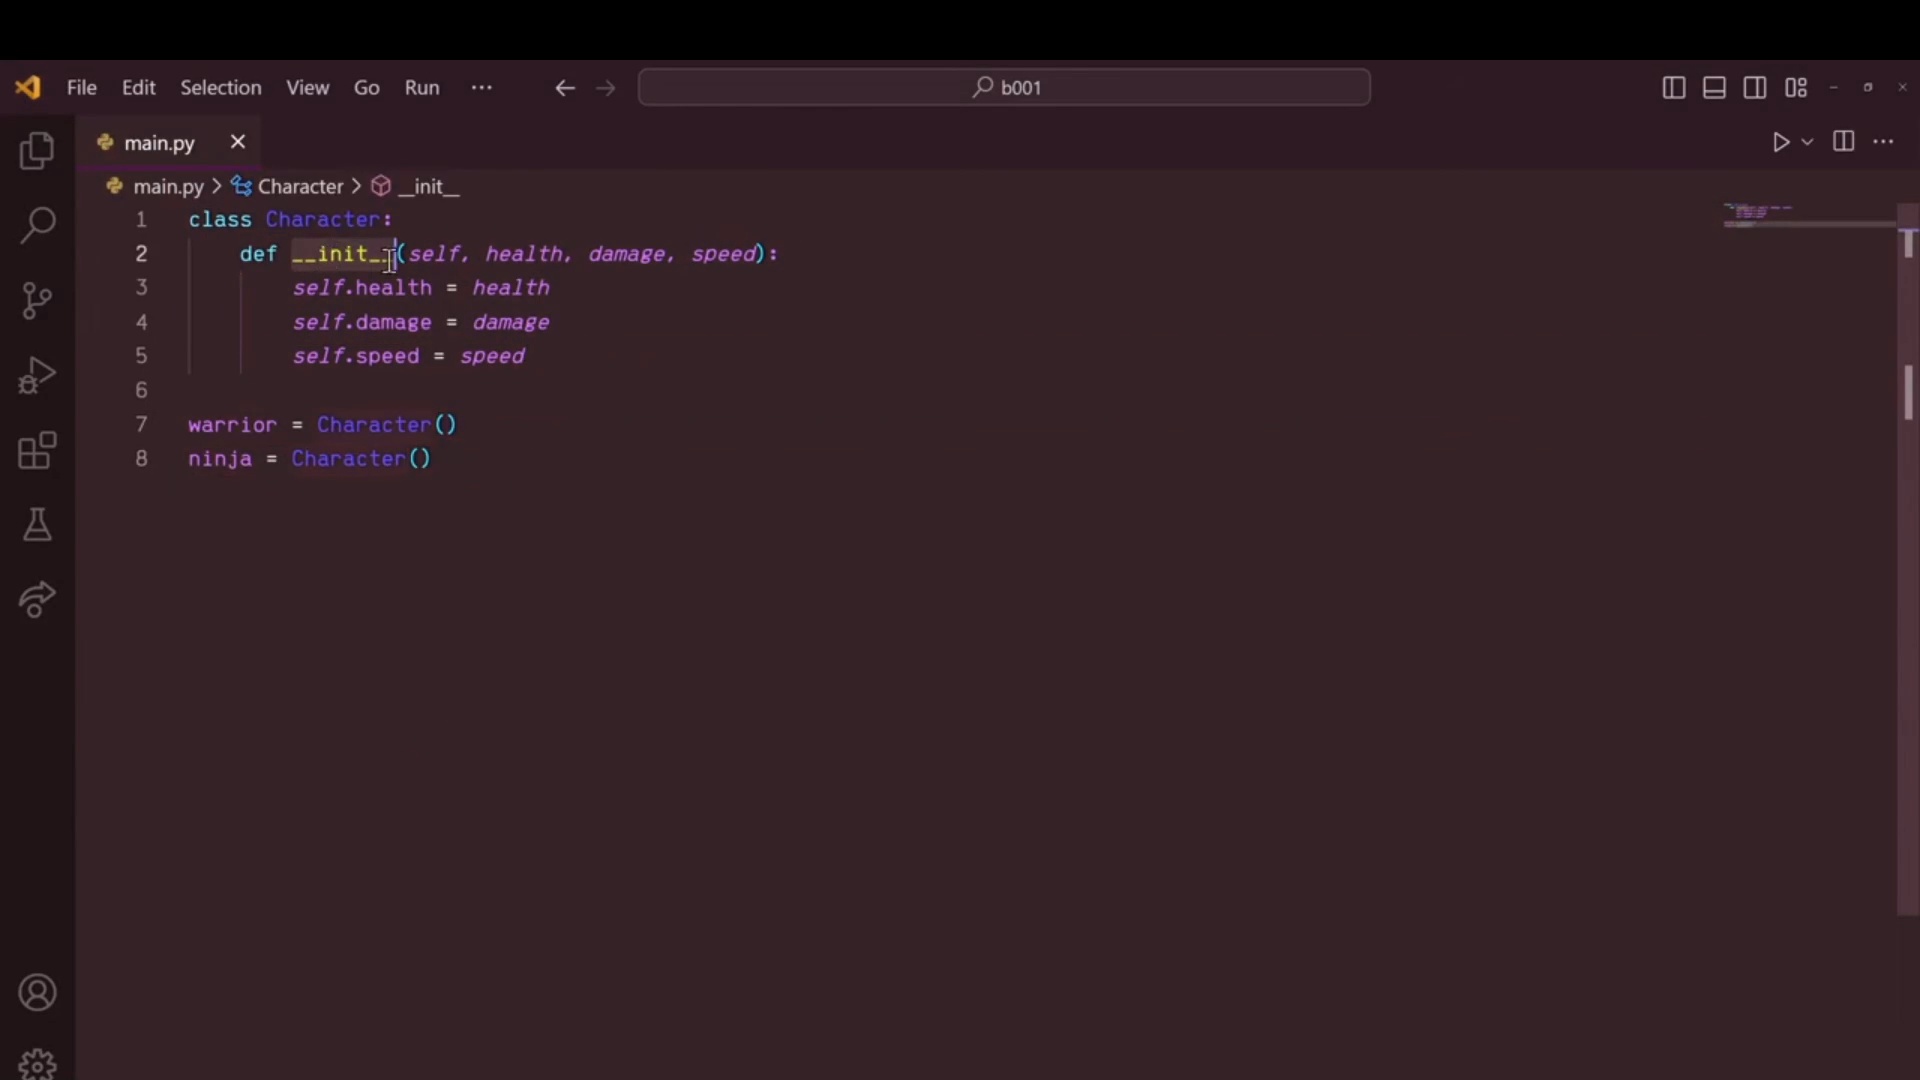 File Edit Selection View Go Run ··· b001
main.py
main.py > Character > __init__
1 class Character:
2 def __init__(self, health, damage, speed):
3 self.health = health
4 self.damage = damage
5 self.speed = speed
6
7 warrior = Character()
8 ninja = Character()